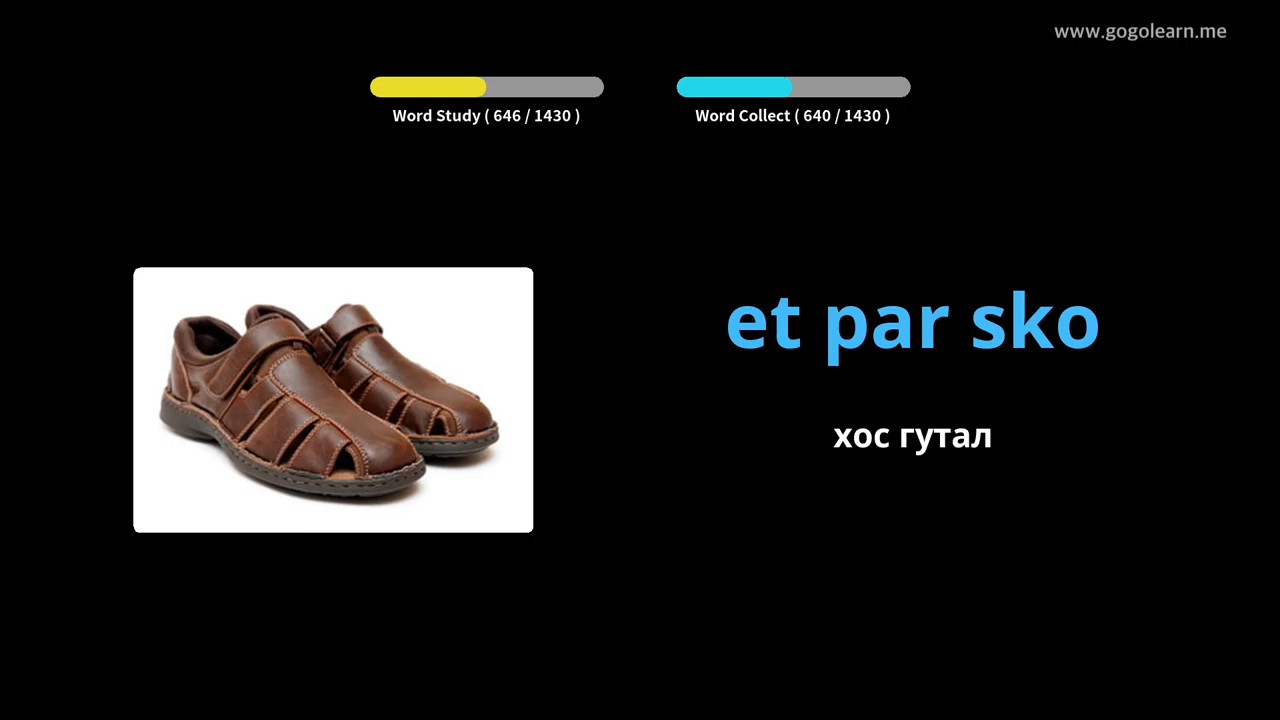 www.gogolearn.me
Word Study ( 646 / 1430 )
Word Collect ( 640 / 1430 )
et par sko
хос гутал